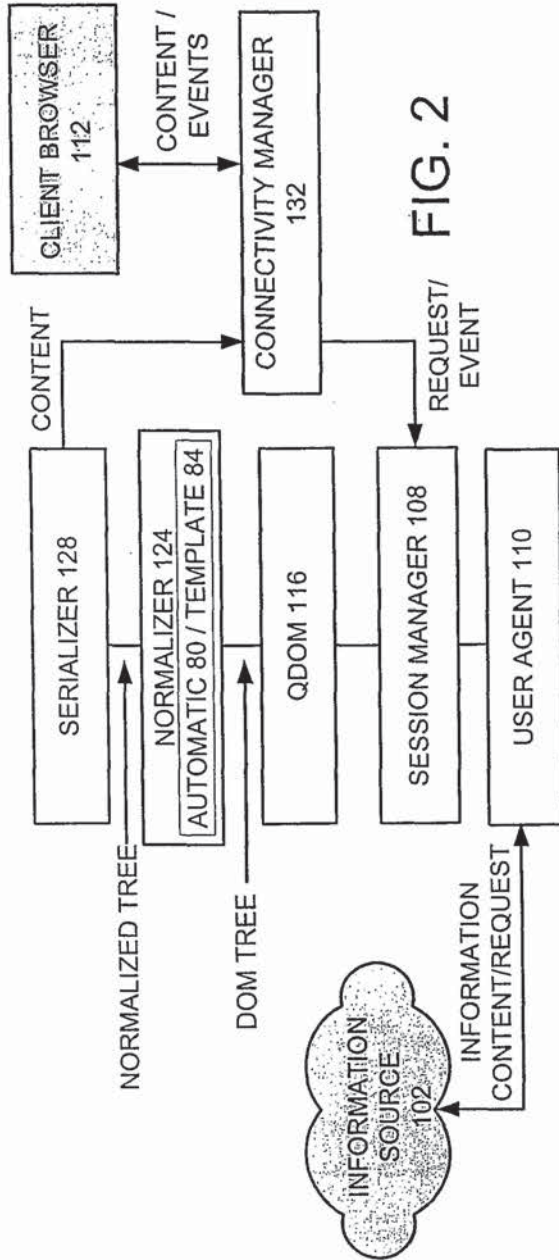 CLIENT BROWSER
112
CONTENT /
EVENTS
CONTENT
CONNECTIVITY MANAGER
132
FIG. 2
REQUEST/
EVENT
SERIALIZER 128
NORMALIZED TREE
NORMALIZER 124
AUTOMATIC 80 / TEMPLATE 84
DOM TREE
QDOM 116
SESSION MANAGER 108
USER AGENT 110
INFORMATION
CONTENT/REQUEST
INFORMATION
SOURCE
102